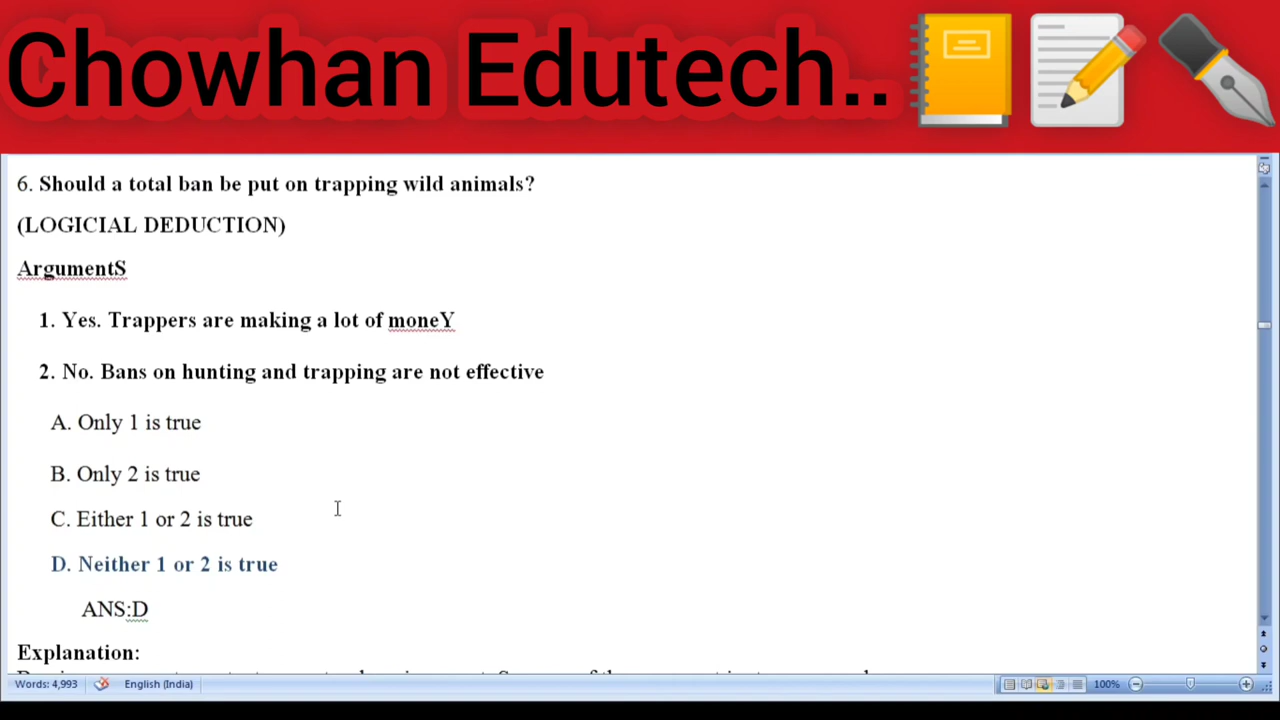 Chowhan Edutech..
6. Should a total ban be put on trapping wild animals?
(LOGICIAL DEDUCTION)
ArgumentS
1. Yes. Trappers are making a lot of moneY
2. No. Bans on hunting and trapping are not effective
A. Only 1 is true
B. Only 2 is true
C. Either 1 or 2 is true
D. Neither 1 or 2 is true
ANS:D
Explanation:
Words: 4,993 English (India) 100%